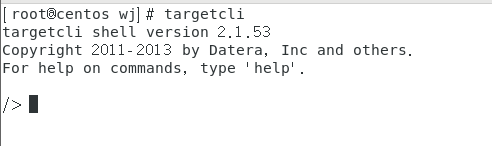 [root@centos wj]# targetcli
targetcli shell version 2.1.53
Copyright 2011-2013 by Datera, Inc and others.
For help on commands, type 'help'.
/>